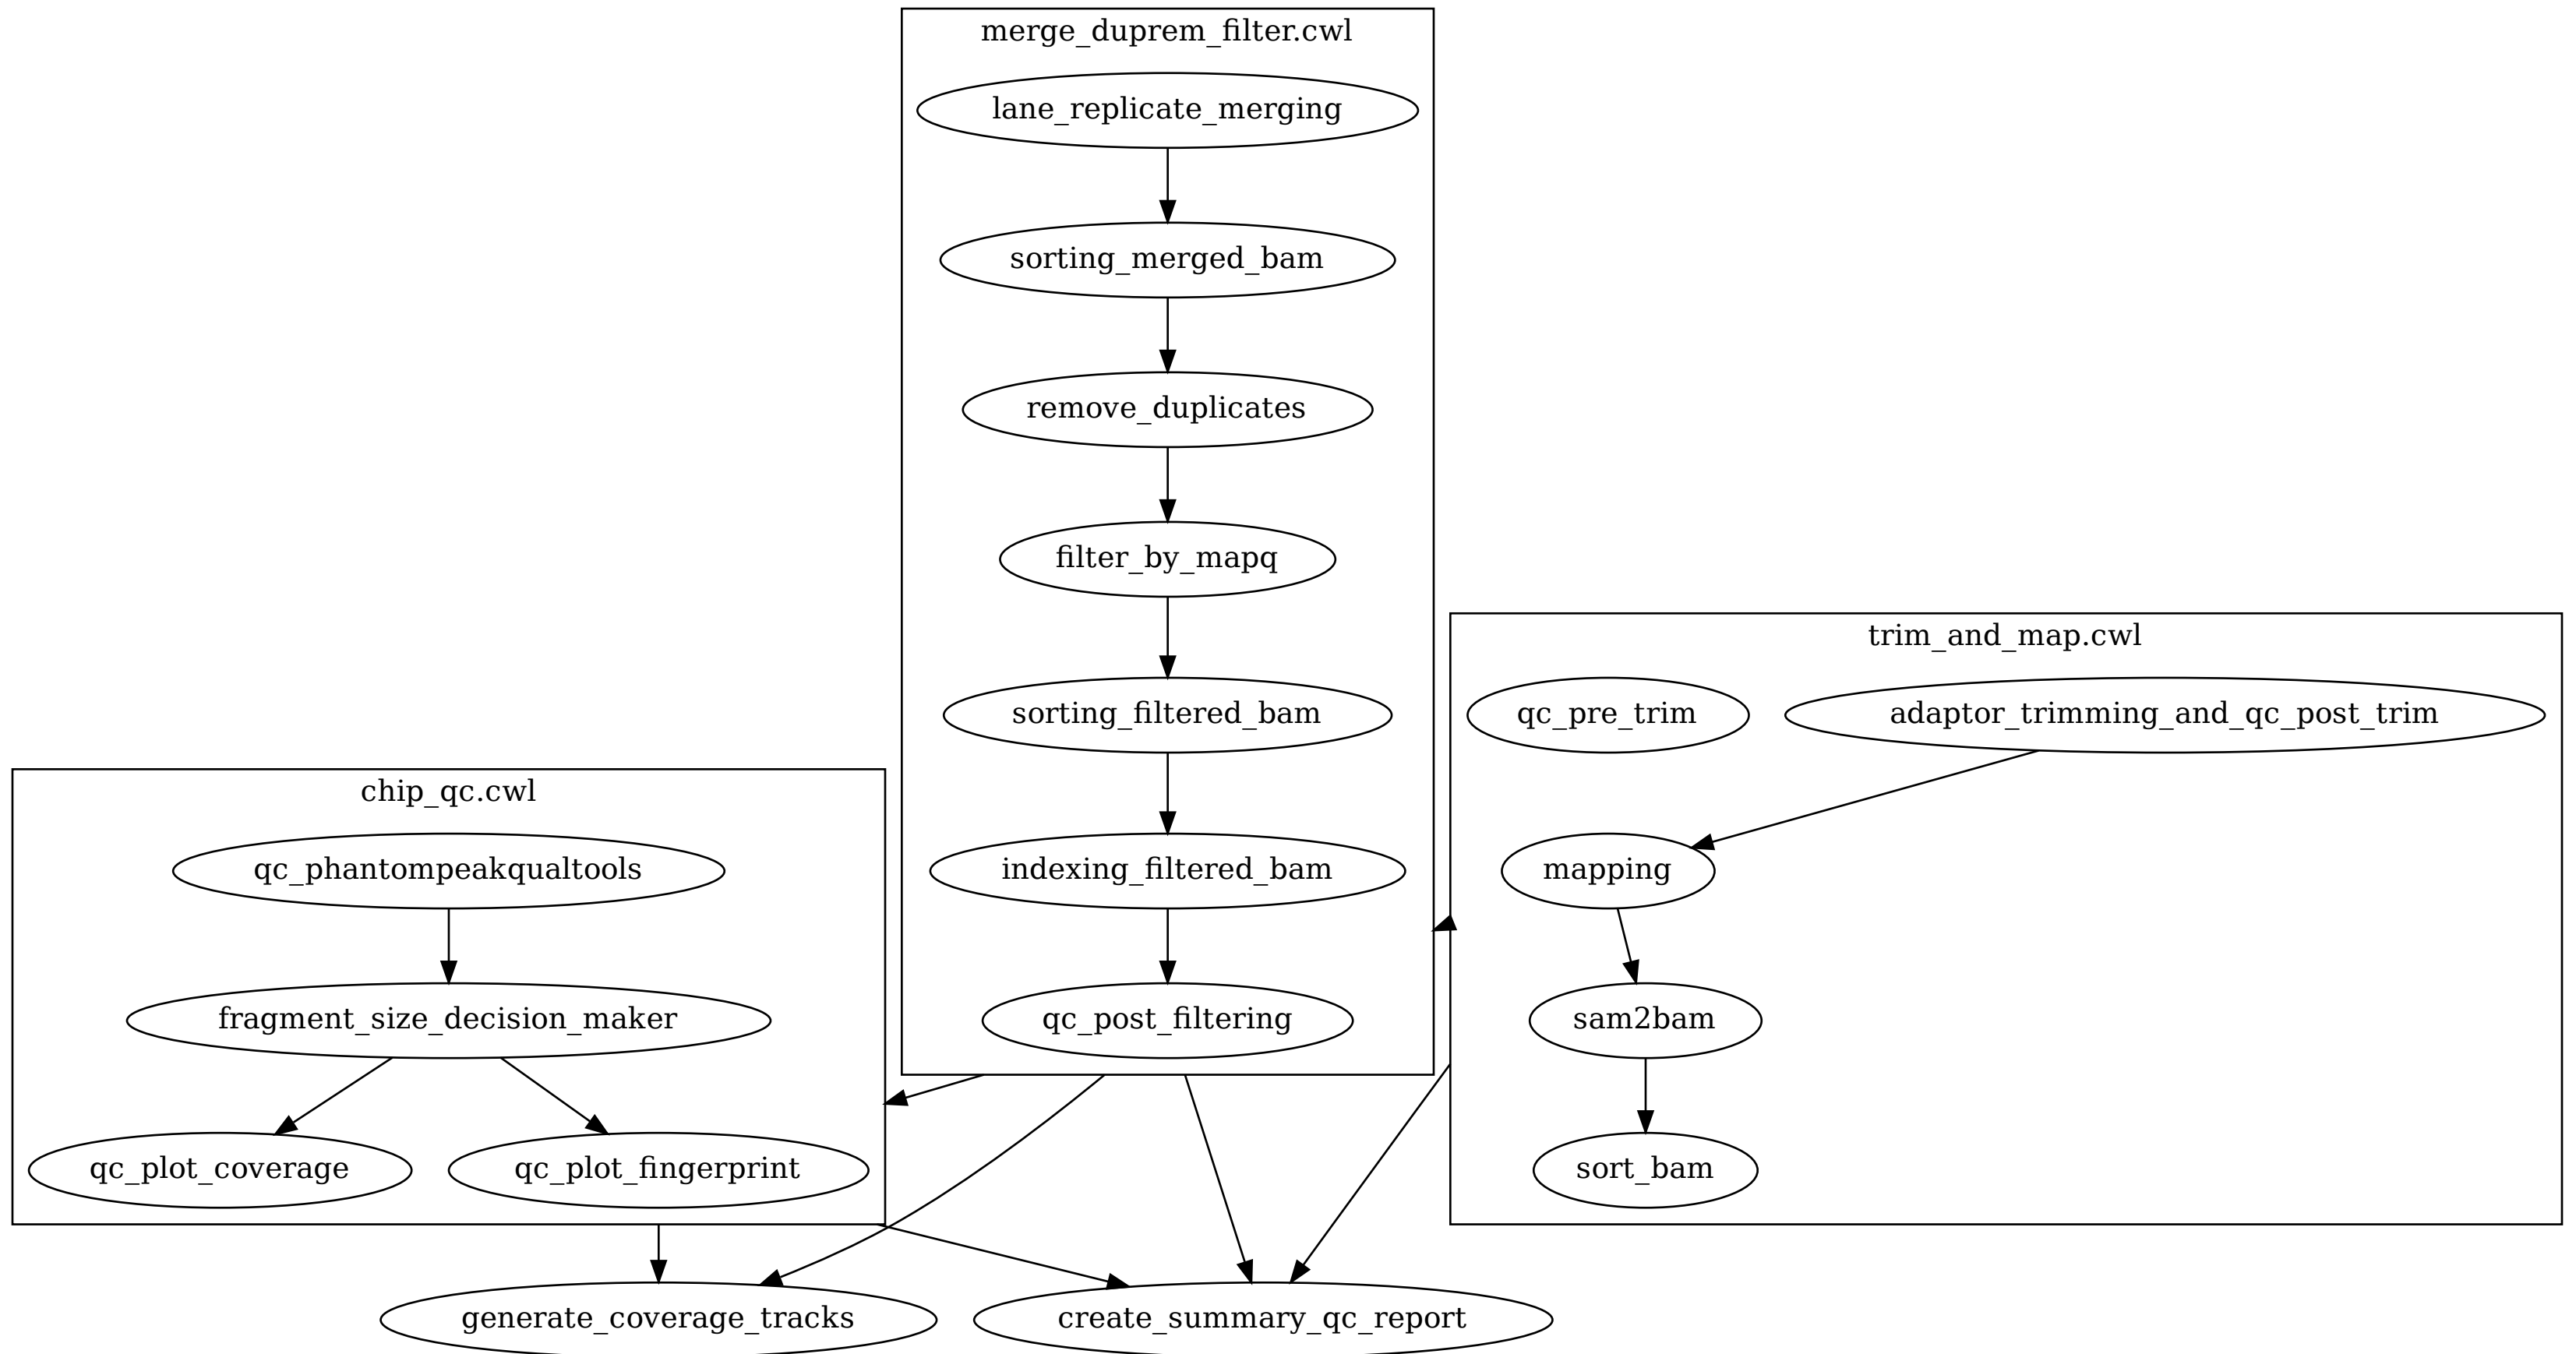 merge_duprem_filter.cwl
lane_replicate_merging
sorting_merged_bam
remove_duplicates
filter_by_mapq
sorting_filtered_bam
indexing_filtered_bam
qc_post_filtering
trim_and_map.cwl
qc_pre_trim
adaptor_trimming_and_qc_post_trim
mapping
sam2bam
sort_bam
chip_qc.cwl
qc_phantompeakqualtools
fragment_size_decision_maker
qc_plot_coverage
qc_plot_fingerprint
generate_coverage_tracks
create_summary_qc_report